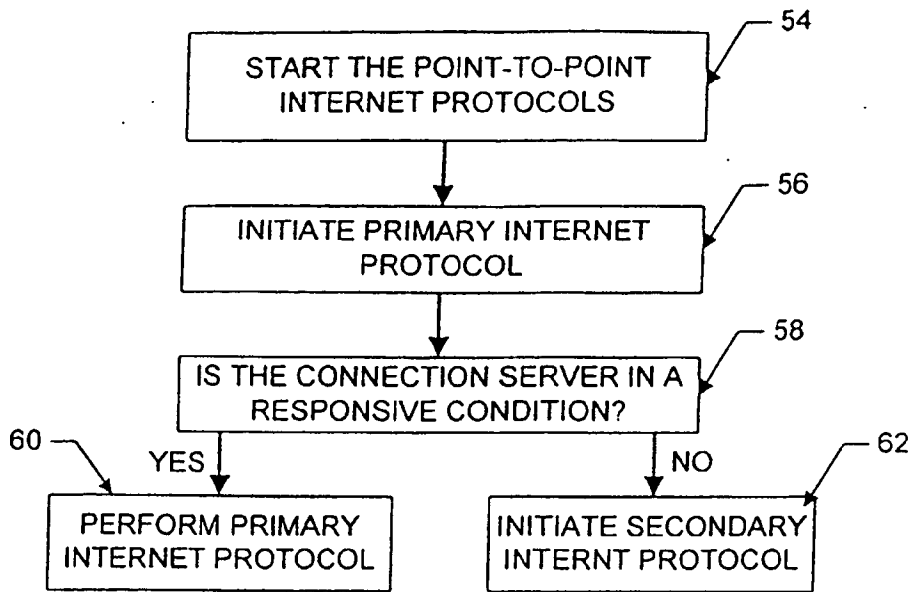 54
START THE POINT-TO-POINT
INTERNET PROTOCOLS
56
INITIATE PRIMARY INTERNET
PROTOCOL
58
IS THE CONNECTION SERVER IN A
RESPONSIVE CONDITION?
60
YES
NO
62
PERFORM PRIMARY
INTERNET PROTOCOL
INITIATE SECONDARY
INTERNT PROTOCOL